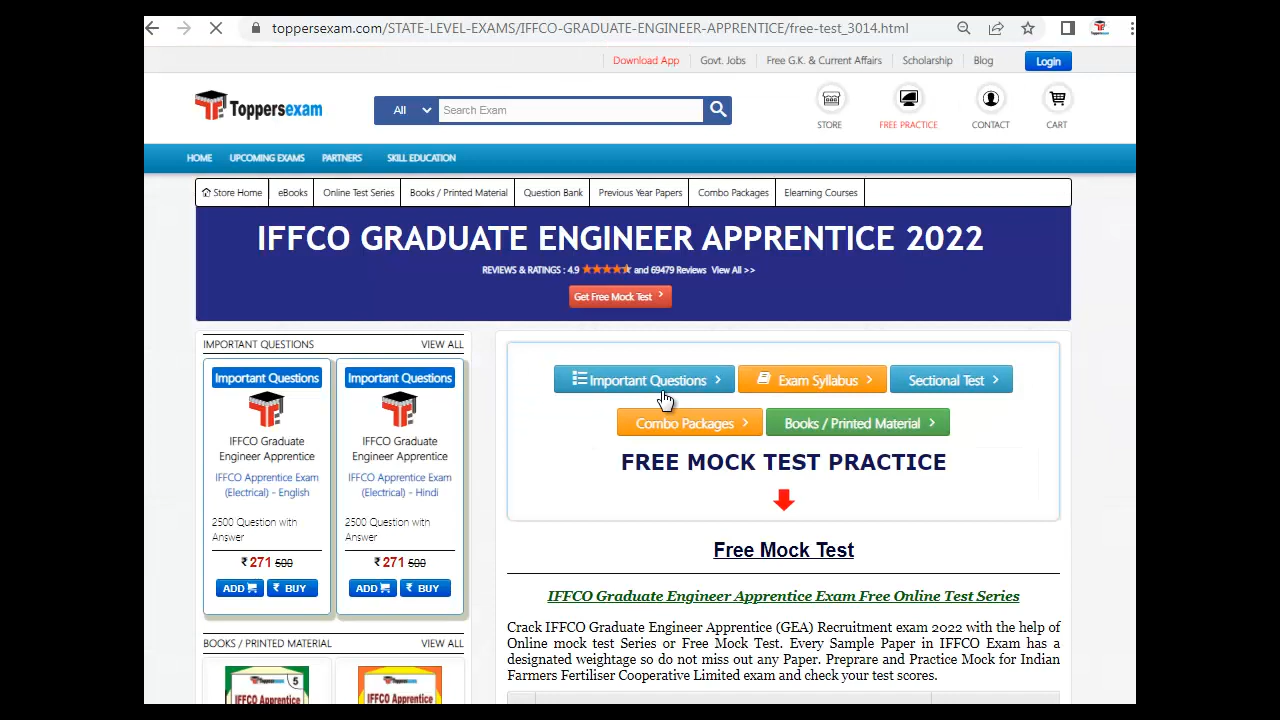 toppersexam.com/STATE-LEVEL-EXAMS/IFFCO-GRADUATE-ENGINEER-APPRENTICE/free-test_3014.html
Download App Govt. Jobs Free G.K. & Current Affairs Scholarship Blog Login
Toppersexam
All Search Exam
STORE FREE PRACTICE CONTACT CART
HOME UPCOMING EXAMS PARTNERS SKILL EDUCATION
Store Home eBooks Online Test Series Books / Printed Material Question Bank Previous Year Papers Combo Packages Elearning Courses
IFFCO GRADUATE ENGINEER APPRENTICE 2022
REVIEWS & RATINGS : 4.9 and 69479 Reviews View All >>
Get Free Mock Test
IMPORTANT QUESTIONS VIEW ALL
Important Questions
IFFCO Graduate
Engineer Apprentice
IFFCO Apprentice Exam
(Electrical) - English
2500 Question with
Answer
₹ 271 500
ADD ₹ BUY
Important Questions
IFFCO Graduate
Engineer Apprentice
IFFCO Apprentice Exam
(Electrical) - Hindi
2500 Question with
Answer
₹ 271 500
ADD ₹ BUY
BOOKS / PRINTED MATERIAL VIEW ALL
Toppersexam 5
IFFCO Apprentice
Toppersexam
IFFCO Apprentice
Important Questions Exam Syllabus Sectional Test
Combo Packages Books / Printed Material
FREE MOCK TEST PRACTICE
Free Mock Test
IFFCO Graduate Engineer Apprentice Exam Free Online Test Series
Crack IFFCO Graduate Engineer Apprentice (GEA) Recruitment exam 2022 with the help of
Online mock test Series or Free Mock Test. Every Sample Paper in IFFCO Exam has a
designated weightage so do not miss out any Paper. Preprare and Practice Mock for Indian
Farmers Fertiliser Cooperative Limited exam and check your test scores.